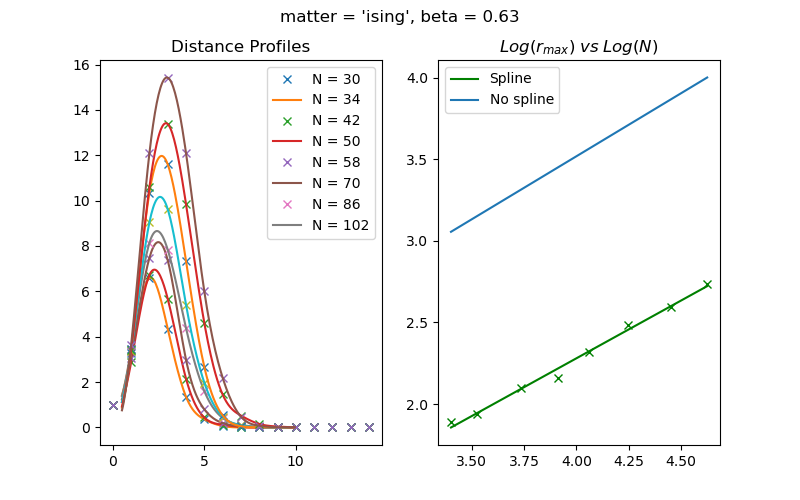 matter = 'ising', beta = 0.63
Distance Profiles
16
14
12
10
8
6
4
2
0
0
5
10
N = 30
N = 34
N = 42
N = 50
N = 58
N = 70
N = 86
N = 102
Log(r_max) vs Log(N)
Spline
No spline
4.0
3.5
3.0
2.5
2.0
3.50
3.75
4.00
4.25
4.50